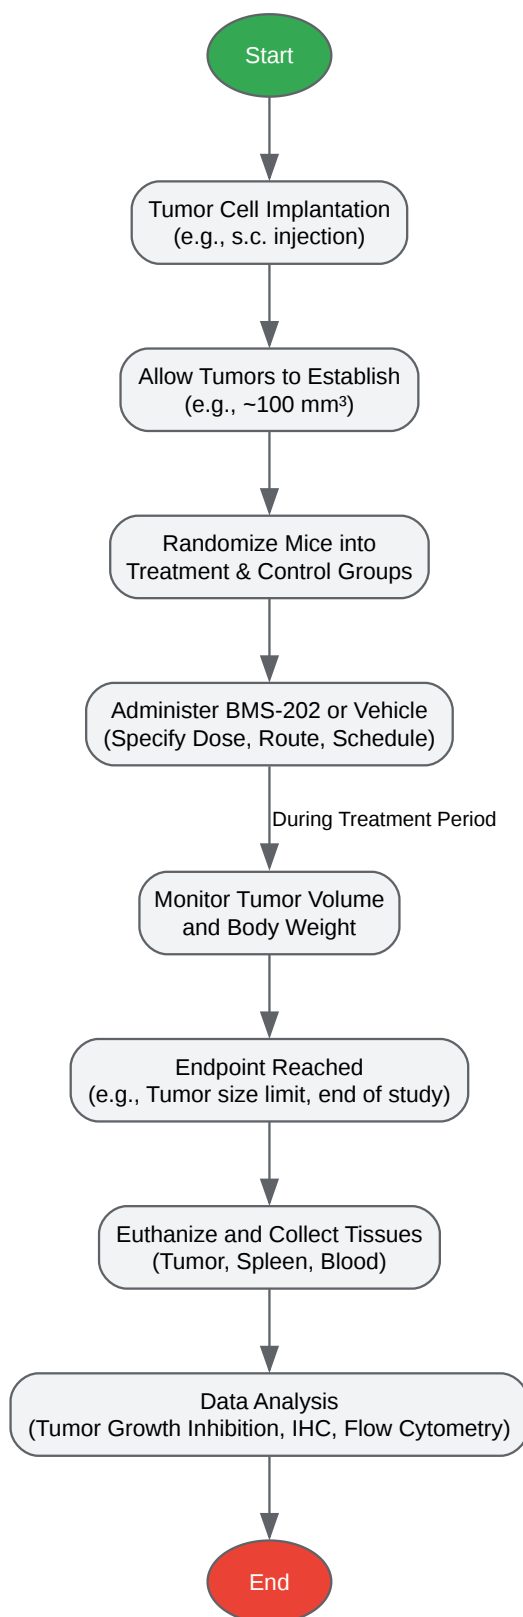 Start
Tumor Cell Implantation
(e.g., s.c. injection)
Allow Tumors to Establish
(e.g., ~100 mm³)
Randomize Mice into
Treatment & Control Groups
Administer BMS-202 or Vehicle
(Specify Dose, Route, Schedule)
During Treatment Period
Monitor Tumor Volume
and Body Weight
Endpoint Reached
(e.g., Tumor size limit, end of study)
Euthanize and Collect Tissues
(Tumor, Spleen, Blood)
Data Analysis
(Tumor Growth Inhibition, IHC, Flow Cytometry)
End